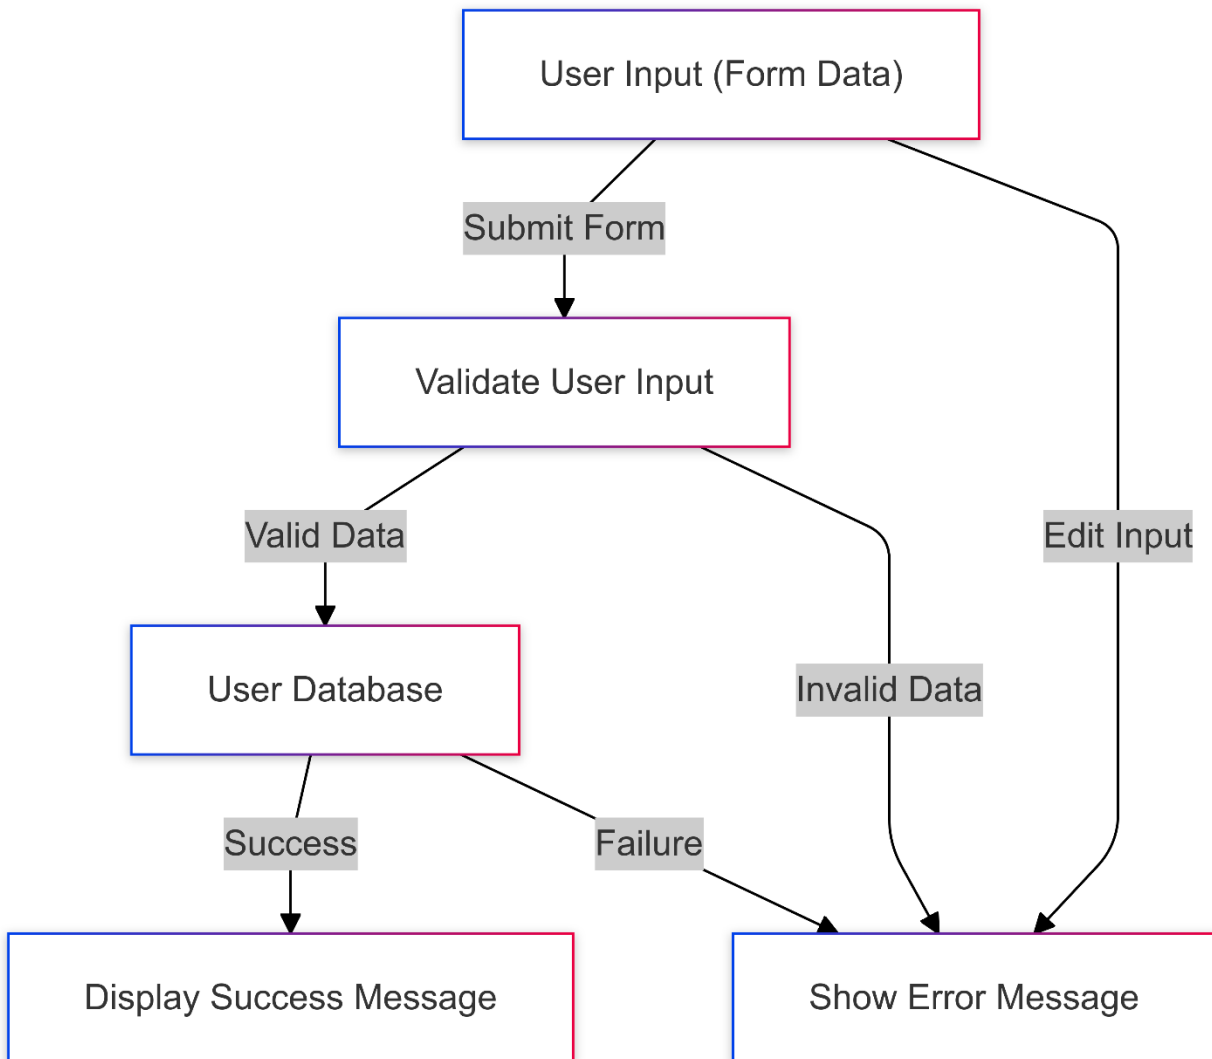 User Input (Form Data)
Submit Form
Validate User Input
Valid Data
Edit Input
User Database
Invalid Data
Success
Failure
Display Success Message
Show Error Message